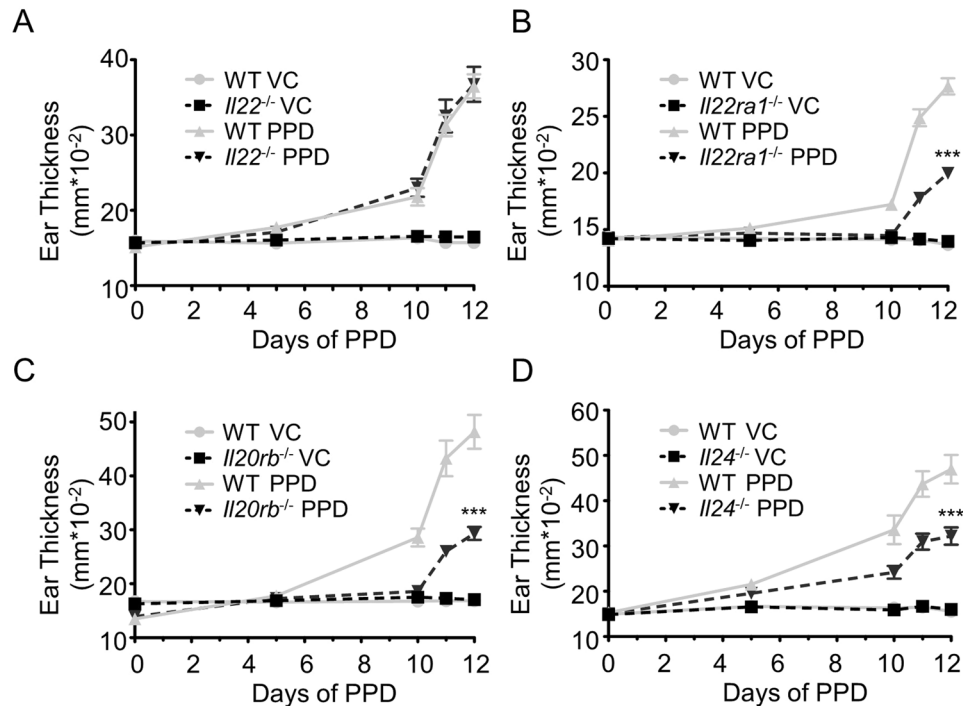 A
Ear Thickness
(mm*10⁻²)
40
30
20
10
WT VC
Il22⁻/⁻ VC
WT PPD
Il22⁻/⁻ PPD
0 2 4 6 8 10 12
Days of PPD
B
Ear Thickness
(mm*10⁻²)
30
25
20
15
10
WT VC
Il22ra1⁻/⁻ VC
WT PPD
Il22ra1⁻/⁻ PPD
***
0 2 4 6 8 10 12
Days of PPD
C
Ear Thickness
(mm*10⁻²)
50
40
30
20
10
WT VC
Il20rb⁻/⁻ VC
WT PPD
Il20rb⁻/⁻ PPD
***
0 2 4 6 8 10 12
Days of PPD
D
Ear Thickness
(mm*10⁻²)
60
50
40
30
20
10
WT VC
Il24⁻/⁻ VC
WT PPD
Il24⁻/⁻ PPD
***
0 2 4 6 8 10 12
Days of PPD